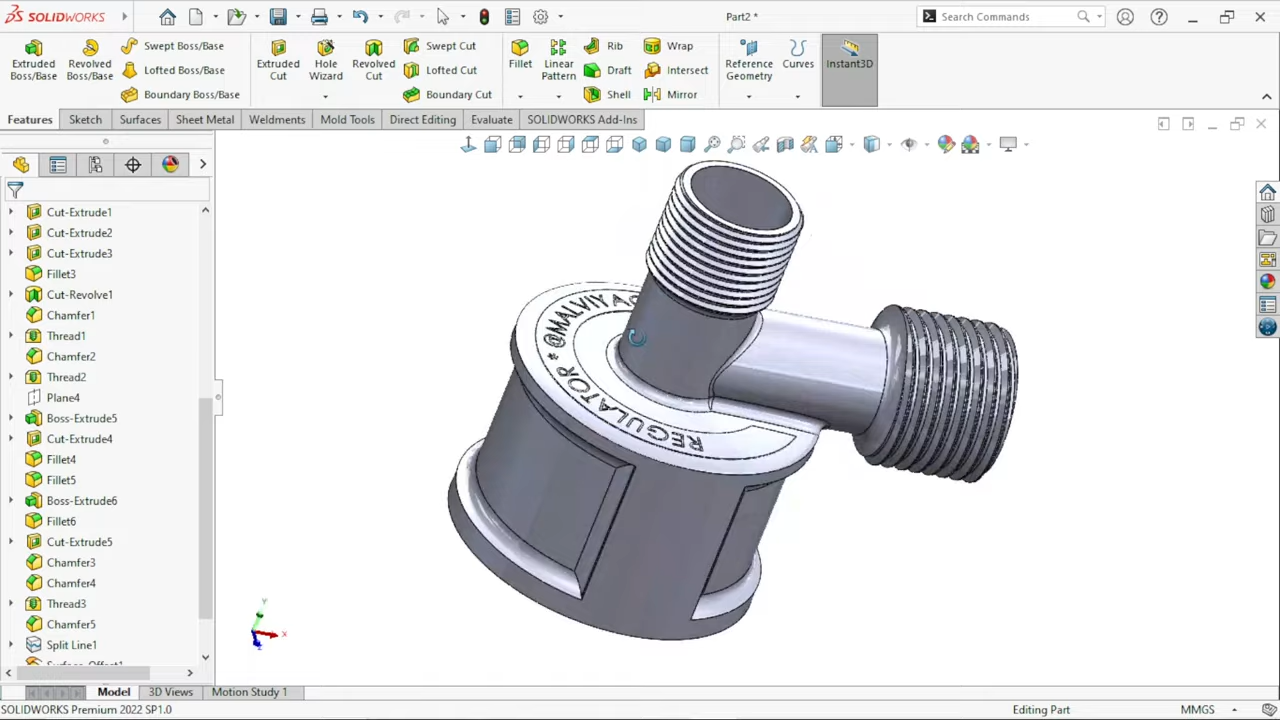 SOLIDWORKS
Part2 *
Search Commands
Extruded Boss/Base
Revolved Boss/Base
Swept Boss/Base
Lofted Boss/Base
Boundary Boss/Base
Extruded Cut
Hole Wizard
Revolved Cut
Swept Cut
Lofted Cut
Boundary Cut
Fillet
Linear Pattern
Rib
Draft
Shell
Wrap
Intersect
Mirror
Reference Geometry
Curves
Instant3D
Features
Sketch
Surfaces
Sheet Metal
Weldments
Mold Tools
Direct Editing
Evaluate
SOLIDWORKS Add-Ins
Cut-Extrude1
Cut-Extrude2
Cut-Extrude3
Fillet3
Cut-Revolve1
Chamfer1
Thread1
Chamfer2
Thread2
Plane4
Boss-Extrude5
Cut-Extrude4
Fillet4
Fillet5
Boss-Extrude6
Fillet6
Cut-Extrude5
Chamfer3
Chamfer4
Thread3
Chamfer5
Split Line1
Surface-Offset1
REGULATOR * @MALVIYA
Y
X
Z
Model
3D Views
Motion Study 1
SOLIDWORKS Premium 2022 SP1.0
Editing Part
MMGS